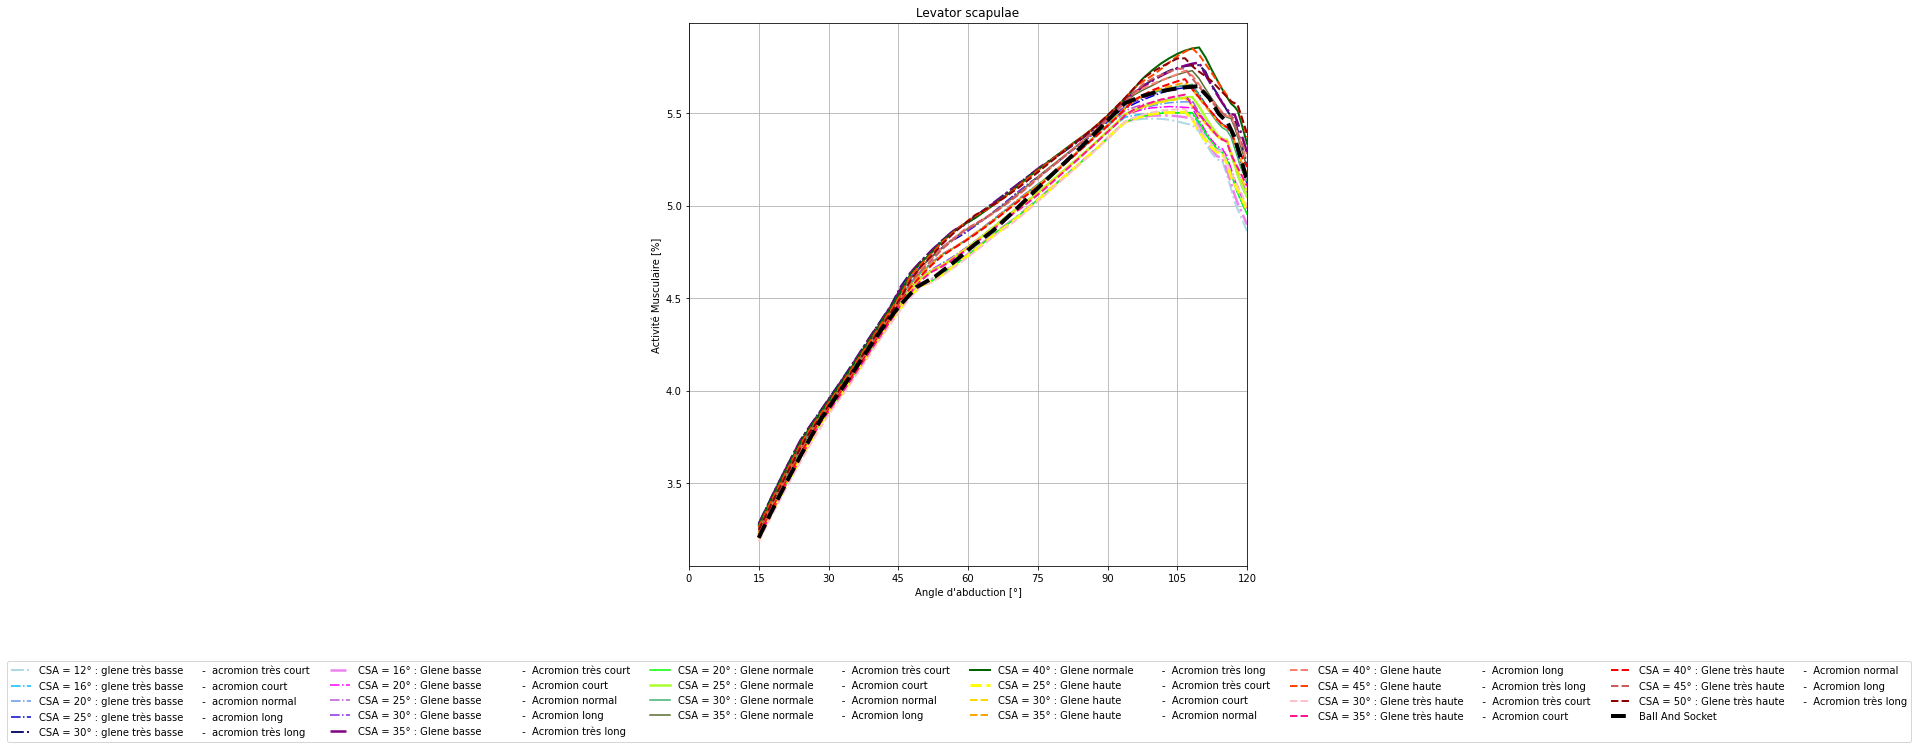 Levator scapulae
Activité Musculaire [%]
5.5
5.0
4.5
4.0
3.5
0 15 30 45 60 75 90 105 120
Angle d'abduction [°]
CSA = 12° : glene très basse - acromion très court
CSA = 16° : glene très basse - acromion court
CSA = 20° : glene très basse - acromion normal
CSA = 25° : glene très basse - acromion long
CSA = 30° : glene très basse - acromion très long
CSA = 16° : Glene basse - Acromion très court
CSA = 20° : Glene basse - Acromion court
CSA = 25° : Glene basse - Acromion normal
CSA = 30° : Glene basse - Acromion long
CSA = 35° : Glene basse - Acromion très long
CSA = 20° : Glene normale - Acromion très court
CSA = 25° : Glene normale - Acromion court
CSA = 30° : Glene normale - Acromion normal
CSA = 35° : Glene normale - Acromion long
CSA = 40° : Glene normale - Acromion très long
CSA = 25° : Glene haute - Acromion très court
CSA = 30° : Glene haute - Acromion court
CSA = 35° : Glene haute - Acromion normal
CSA = 40° : Glene haute - Acromion long
CSA = 45° : Glene haute - Acromion très long
CSA = 30° : Glene très haute - Acromion très court
CSA = 35° : Glene très haute - Acromion court
CSA = 40° : Glene très haute - Acromion normal
CSA = 45° : Glene très haute - Acromion long
CSA = 50° : Glene très haute - Acromion très long
Ball And Socket